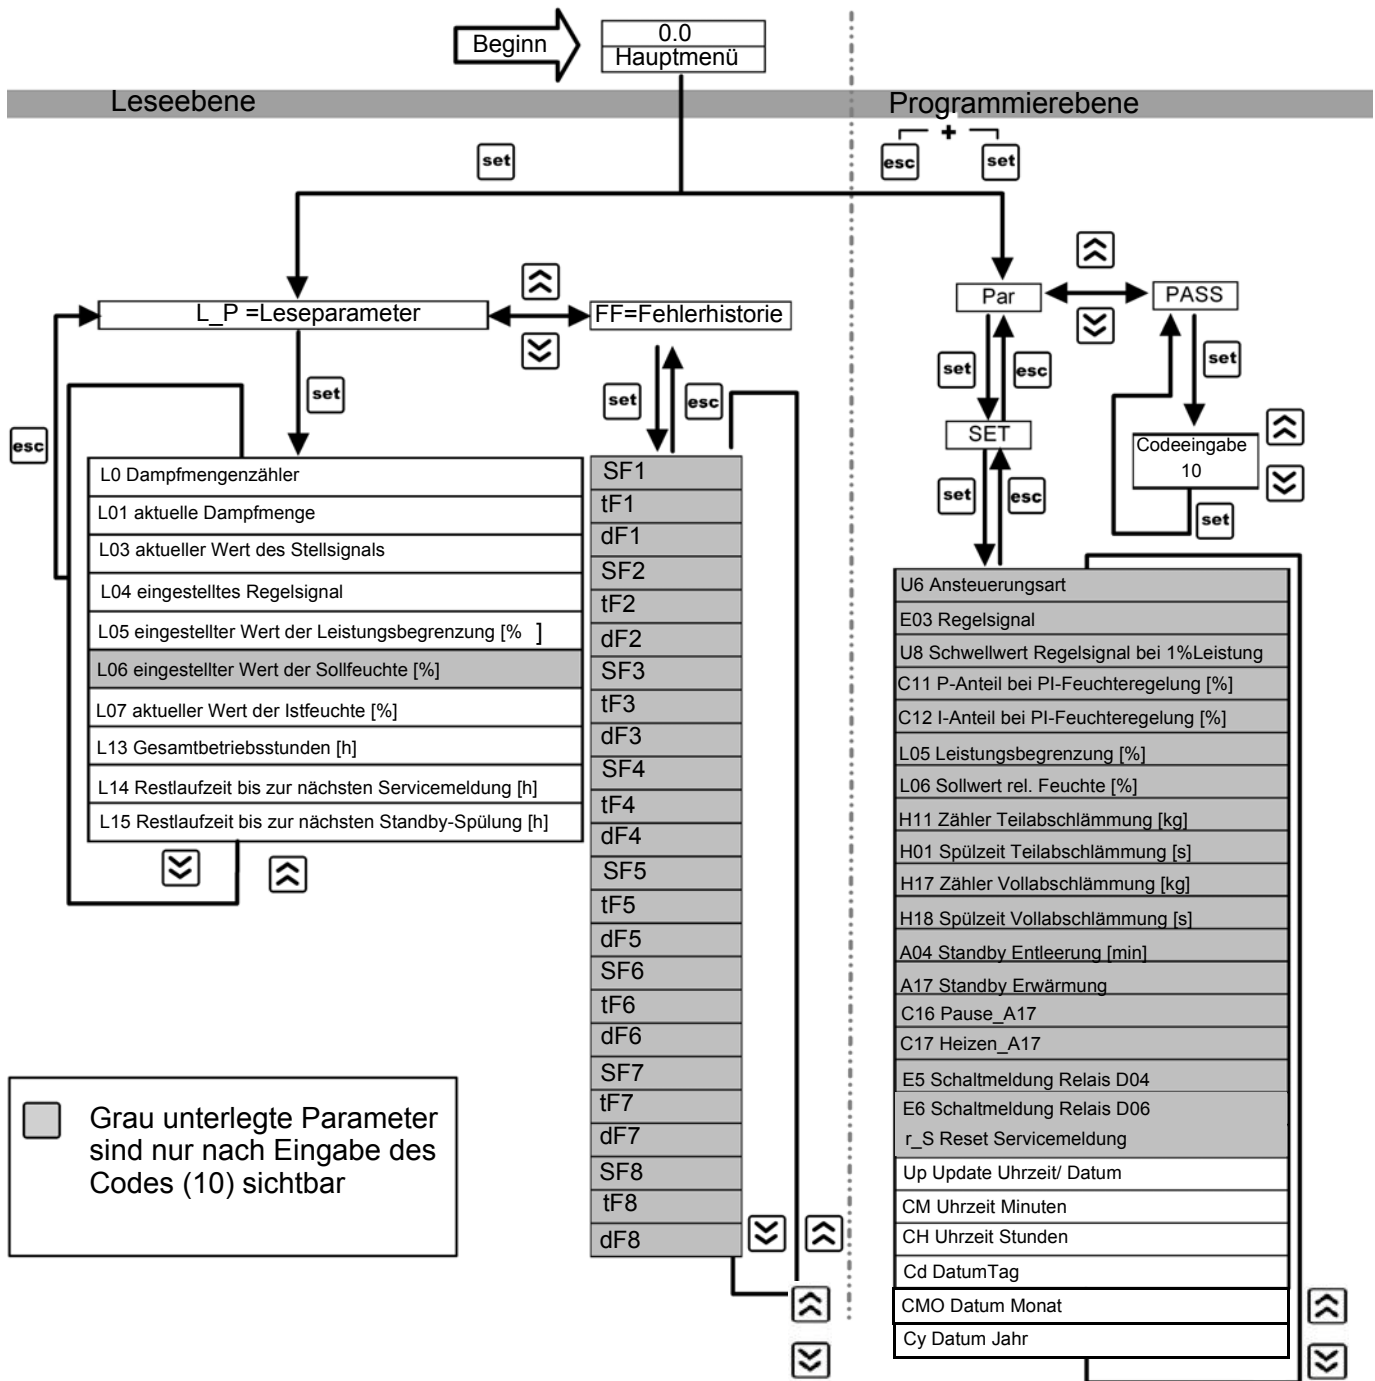 Beginn
0.0
Hauptmenü
Leseebene
Programmierebene
set
esc + set
L_P =Leseparameter
FF=Fehlerhistorie
Par
PASS
set
esc
set
esc
set
esc
set
SET
set
esc
Codeeingabe
10
set
L0 Dampfmengenzähler
L01 aktuelle Dampfmenge
L03 aktueller Wert des Stellsignals
L04 eingestelltes Regelsignal
L05 eingestellter Wert der Leistungsbegrenzung [% ]
L06 eingestellter Wert der Sollfeuchte [%]
L07 aktueller Wert der Istfeuchte [%]
L13 Gesamtbetriebsstunden [h]
L14 Restlaufzeit bis zur nächsten Servicemeldung [h]
L15 Restlaufzeit bis zur nächsten Standby-Spülung [h]
SF1
tF1
dF1
SF2
tF2
dF2
SF3
tF3
dF3
SF4
tF4
dF4
SF5
tF5
dF5
SF6
tF6
dF6
SF7
tF7
dF7
SF8
tF8
dF8
U6 Ansteuerungsart
E03 Regelsignal
U8 Schwellwert Regelsignal bei 1%Leistung
C11 P-Anteil bei PI-Feuchteregelung [%]
C12 I-Anteil bei PI-Feuchteregelung [%]
L05 Leistungsbegrenzung [%]
L06 Sollwert rel. Feuchte [%]
H11 Zähler Teilabschlämmung [kg]
H01 Spülzeit Teilabschlämmung [s]
H17 Zähler Vollabschlämmung [kg]
H18 Spülzeit Vollabschlämmung [s]
A04 Standby Entleerung [min]
A17 Standby Erwärmung
C16 Pause_A17
C17 Heizen_A17
E5 Schaltmeldung Relais D04
E6 Schaltmeldung Relais D06
r_S Reset Servicemeldung
Up Update Uhrzeit/ Datum
CM Uhrzeit Minuten
CH Uhrzeit Stunden
Cd DatumTag
CMO Datum Monat
Cy Datum Jahr
Grau unterlegte Parameter
sind nur nach Eingabe des
Codes (10) sichtbar